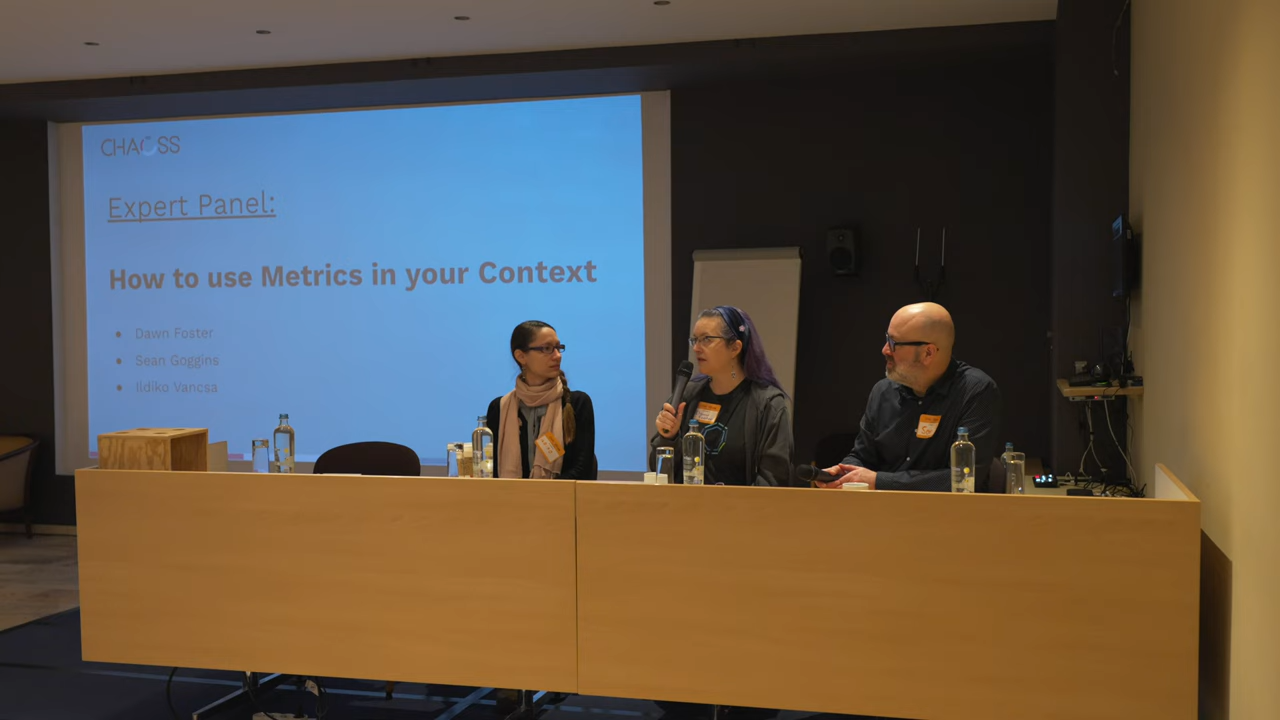 CHAOSS
Expert Panel:
How to use Metrics in your Context
● Dawn Foster
● Sean Goggins
● Ildiko Vancsa